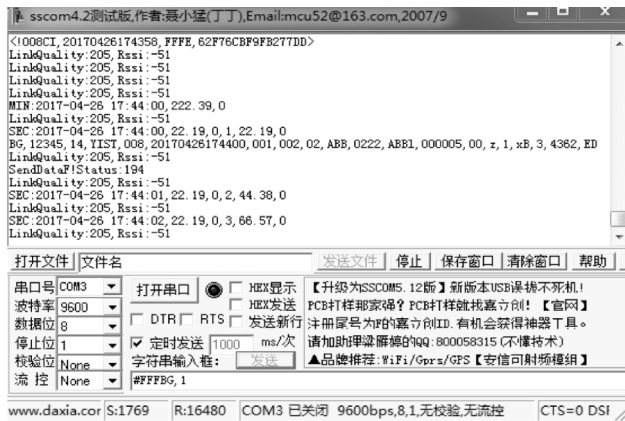 sscom4.2测试版,作者:聂小猛(丁丁),Email:mcu52@163.com,2007/9
<!008CI,20170426174358,FFFE,62F76CBF9FB277DD>
LinkQuality:205,Rssi:-51
LinkQuality:205,Rssi:-51
LinkQuality:205,Rssi:-51
LinkQuality:205,Rssi:-51
MIN:2017-04-26 17:44:00,222.39,0
LinkQuality:205,Rssi:-51
SEC:2017-04-26 17:44:00,22.19,0,1,22.19,0
BG,12345,14,YIST,008,20170426174400,001,002,02,ABB,0222,ABB1,000005,00,z,1,xB,3,4362,ED
LinkQuality:205,Rssi:-51
SendDataF!Status:194
LinkQuality:205,Rssi:-51
SEC:2017-04-26 17:44:01,22.19,0,2,44.38,0
LinkQuality:205,Rssi:-51
SEC:2017-04-26 17:44:02,22.19,0,3,66.57,0
LinkQuality:205,Rssi:-51
打开文件 文件名 发送文件 停止 保存窗口 清除窗口 帮助
串口号 COM3 打开串口 HEX显示
波特率 9600 HEX发送
数据位 8 DTR RTS 发送新行
停止位 1 定时发送 1000 ms/次
校验位 None 字符串输入框: 发送
流 控 None #FFFBG,1
【升级为SSCOM5.12版】新版本USB误拔不死机!
PCB打样那家强? PCB打样就找嘉立创! 【官网】
注册尾号为F的嘉立创ID.有机会获得神器工具。
请加助理梁雁婷的QQ:800058315(不懂技术)
▲品牌推荐:WiFi/Gprs/GPS【安信可射频模组】
www.daxia.cor S:1769 R:16480 COM3 已关闭 9600bps,8,1,无校验,无流控 CTS=0 DSF